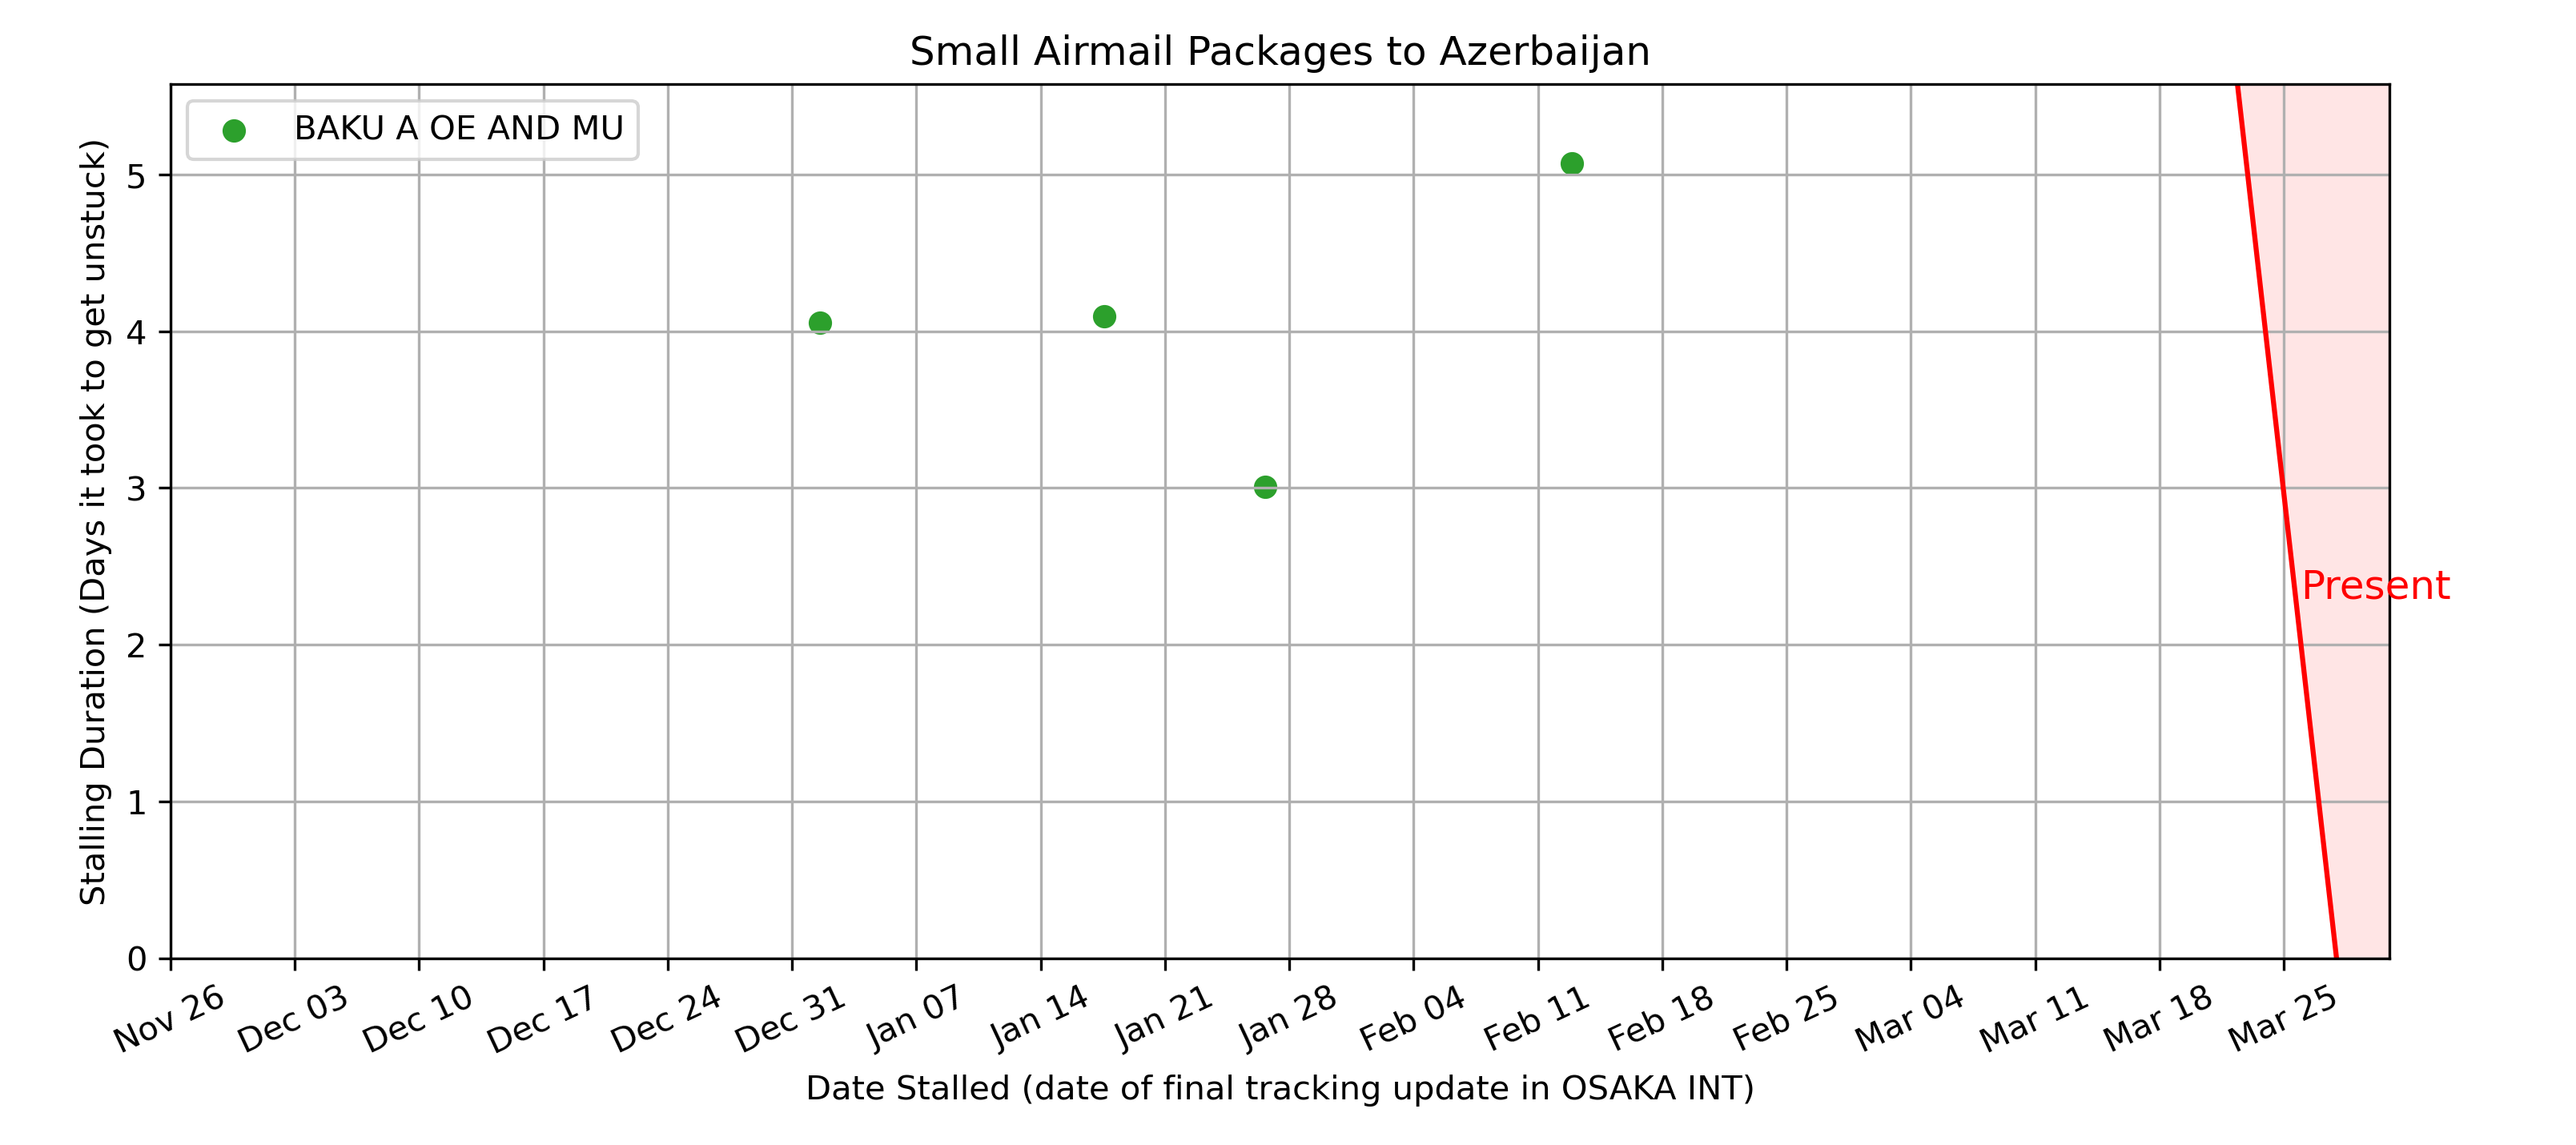 Small Airmail Packages to Azerbaijan
BAKU A OE AND MU
Stalling Duration (Days it took to get unstuck)
5
4
3
2
1
0
Present
Nov 26 Dec 03 Dec 10 Dec 17 Dec 24 Dec 31 Jan 07 Jan 14 Jan 21 Jan 28 Feb 04 Feb 11 Feb 18 Feb 25 Mar 04 Mar 11 Mar 18 Mar 25
Date Stalled (date of final tracking update in OSAKA INT)